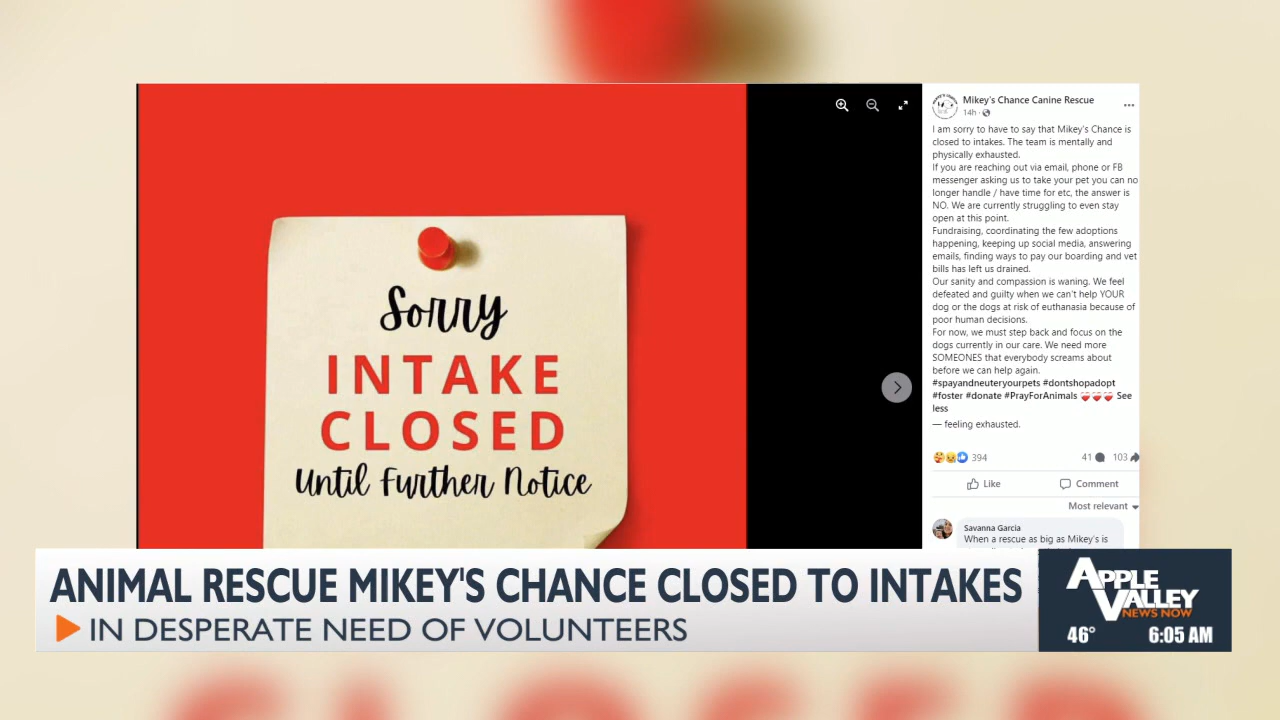 Sorry
INTAKE
CLOSED
Until Further Notice
Mikey's Chance Canine Rescue
14h ·
I am sorry to have to say that Mikey's Chance is
closed to intakes. The team is mentally and
physically exhausted.
If you are reaching out via email, phone or FB
messenger asking us to take your pet you can no
longer handle / have time for etc, the answer is
NO. We are currently struggling to even stay
open at this point.
Fundraising, coordinating the few adoptions
happening, keeping up social media, answering
emails, finding ways to pay our boarding and vet
bills has left us drained.
Our sanity and compassion is waning. We feel
defeated and guilty when we can't help YOUR
dog or the dogs at risk of euthanasia because of
poor human decisions.
For now, we must step back and focus on the
dogs currently in our care. We need more
SOMEONES that everybody screams about
before we can help again.
#spayandneuteryourpets #dontshopadopt
#foster #donate #PrayForAnimals See
less
— feeling exhausted.
394 41 103
Like Comment
Most relevant
Savanna Garcia
When a rescue as big as Mikey's is
ANIMAL RESCUE MIKEY'S CHANCE CLOSED TO INTAKES
IN DESPERATE NEED OF VOLUNTEERS
APPLE
VALLEY
NEWS NOW
46° 6:05 AM
CLOSED